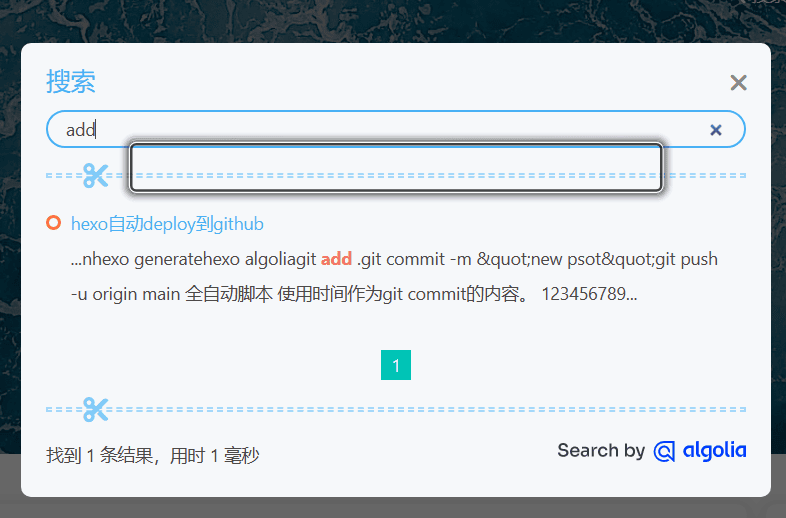 搜索
add
hexo自动deploy到github
...nhexo generatehexo algoliagit add .git commit -m &quot;new psot&quot;git push
-u origin main 全自动脚本 使用时间作为git commit的内容。 123456789...
1
找到 1 条结果，用时 1 毫秒
Search by algolia